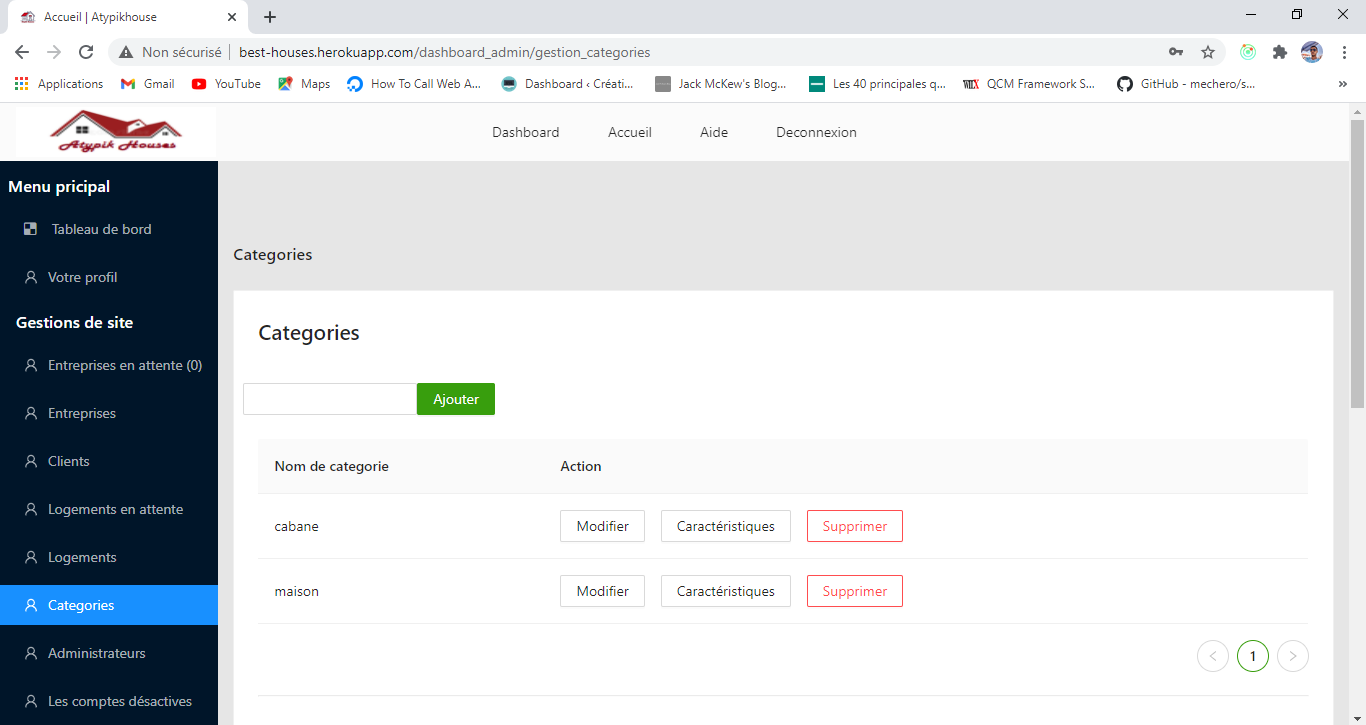 Accueil | Atypikhouse
Non sécurisé | best-houses.herokuapp.com/dashboard_admin/gestion_categories
Applications Gmail YouTube Maps How To Call Web A... Dashboard ‹ Créati... Jack McKew's Blog... Les 40 principales q... QCM Framework S... GitHub - mechero/s... »
Atypik Houses
Dashboard Accueil Aide Deconnexion
Menu pricipal
Tableau de bord
Votre profil
Gestions de site
Entreprises en attente (0)
Entreprises
Clients
Logements en attente
Logements
Categories
Administrateurs
Les comptes désactives
Categories
Categories
Ajouter
Nom de categorie Action
cabane Modifier Caractéristiques Supprimer
maison Modifier Caractéristiques Supprimer
< 1 >